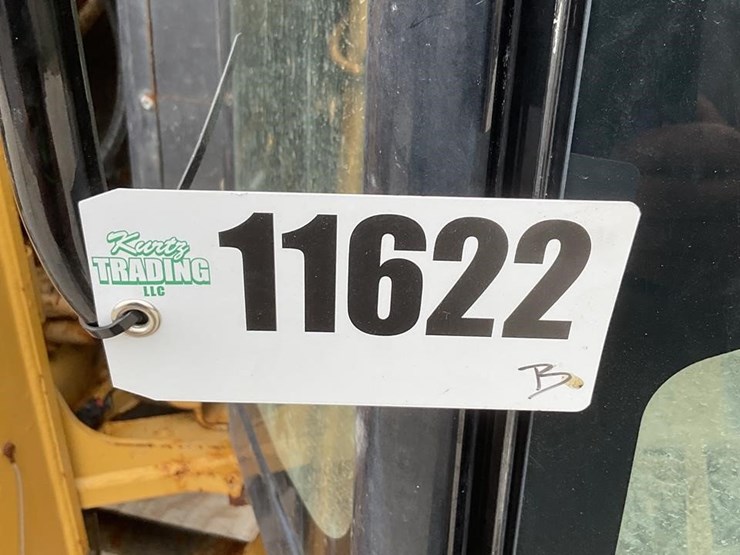 Kurtz
TRADING
LLC
11622
B